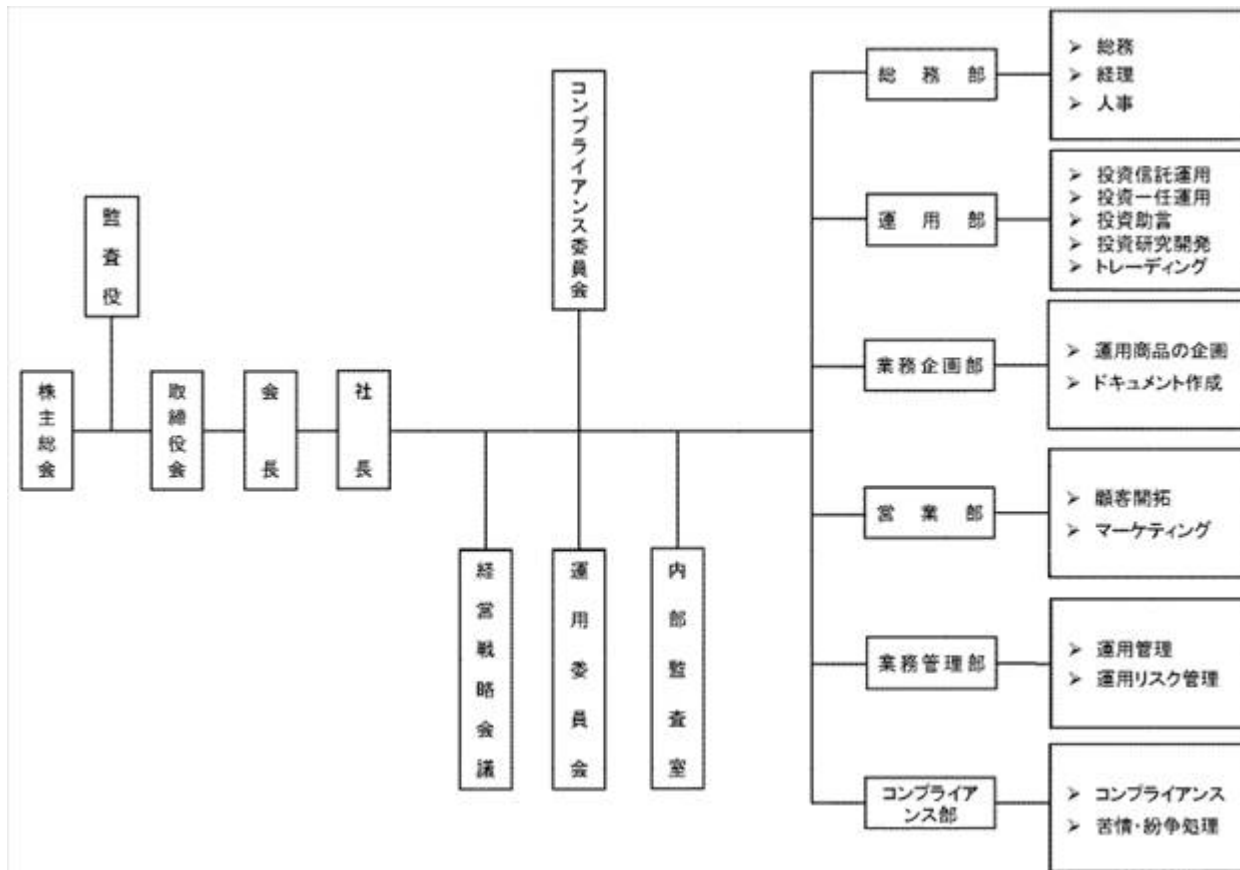 監査役
株主総会
取締役会
会長
社長
コンプライアンス委員会
経営戦略会議
運用委員会
内部監査室
総務部
➢ 総務
➢ 経理
➢ 人事
運用部
➢ 投資信託運用
➢ 投資一任運用
➢ 投資助言
➢ 投資研究開発
➢ トレーディング
業務企画部
➢ 運用商品の企画
➢ ドキュメント作成
営業部
➢ 顧客開拓
➢ マーケティング
業務管理部
➢ 運用管理
➢ 運用リスク管理
コンプライア
ンス部
➢ コンプライアンス
➢ 苦情・紛争処理